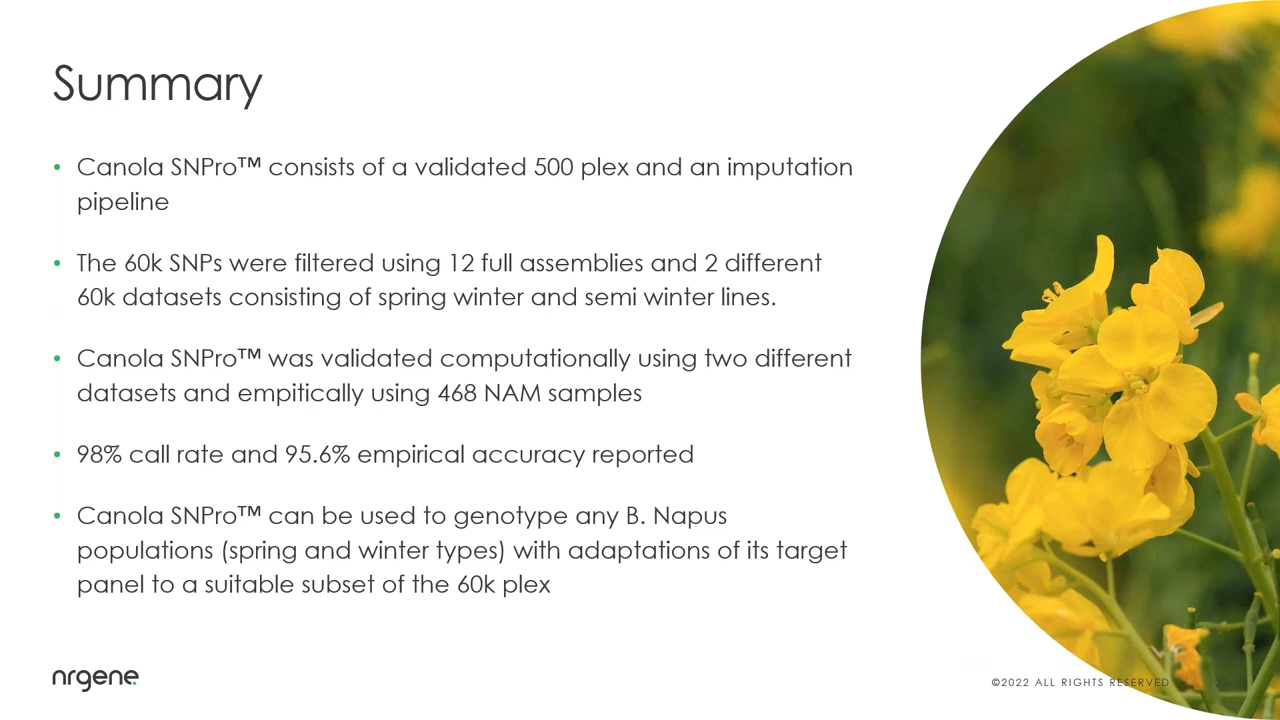 Summary
• Canola SNPro™ consists of a validated 500 plex and an imputation
pipeline
• The 60k SNPs were filtered using 12 full assemblies and 2 different
60k datasets consisting of spring winter and semi winter lines.
• Canola SNPro™ was validated computationally using two different
datasets and empitically using 468 NAM samples
• 98% call rate and 95.6% empirical accuracy reported
• Canola SNPro™ can be used to genotype any B. Napus
populations (spring and winter types) with adaptations of its target
panel to a suitable subset of the 60k plex
nrgene
©2022 ALL RIGHTS RESERVED